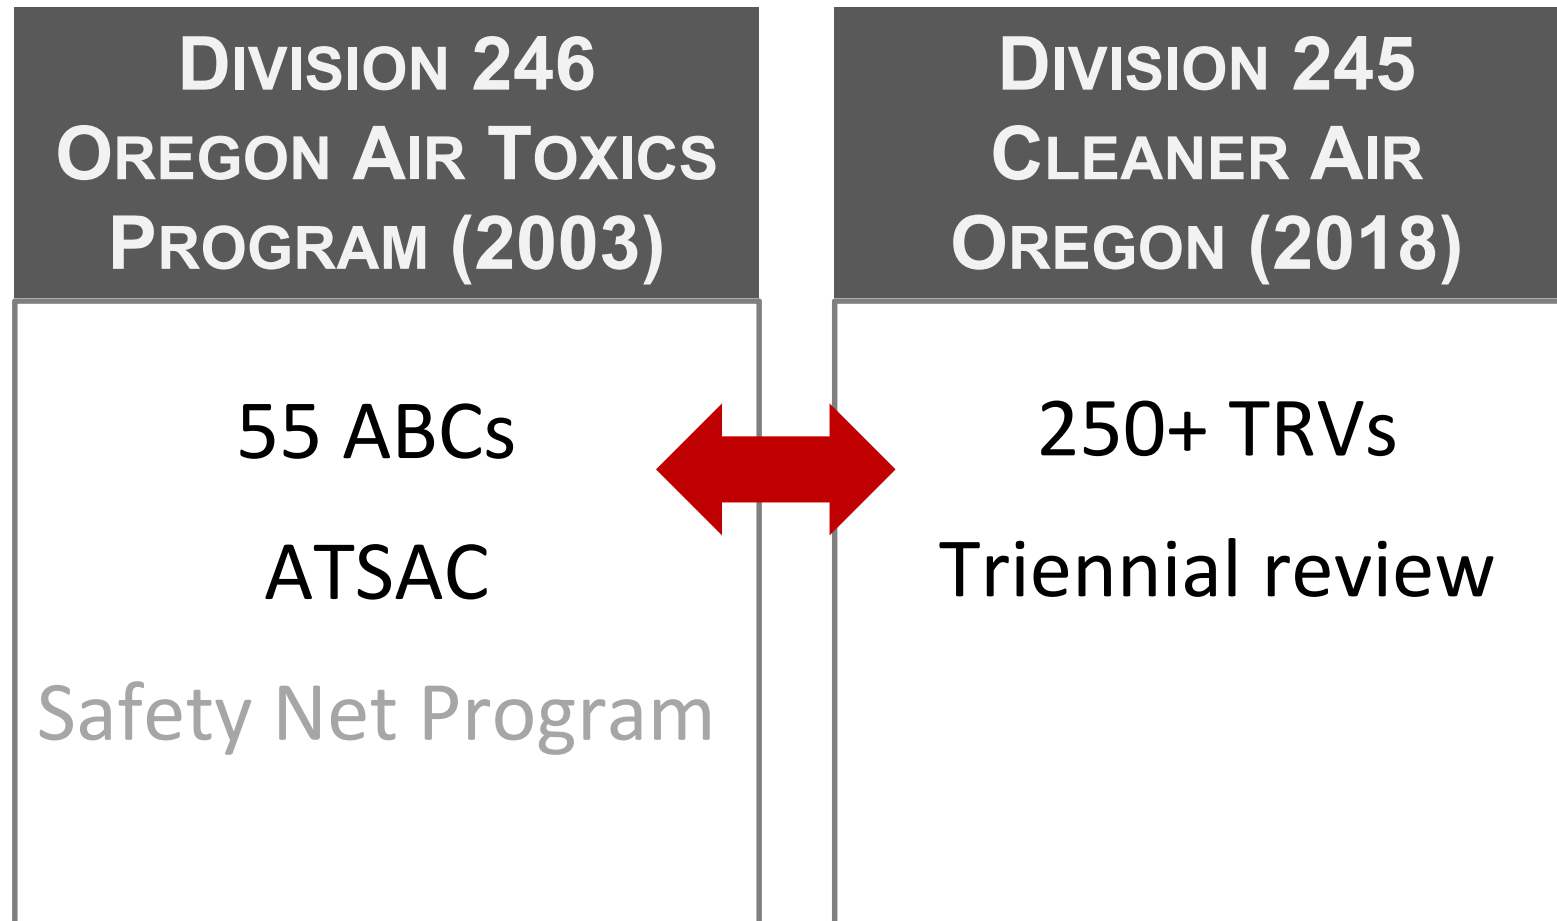 DIVISION 246
OREGON AIR TOXICS
PROGRAM (2003)
55 ABCs
ATSAC
Safety Net Program
DIVISION 245
CLEANER AIR
OREGON (2018)
250+ TRVs
Triennial review